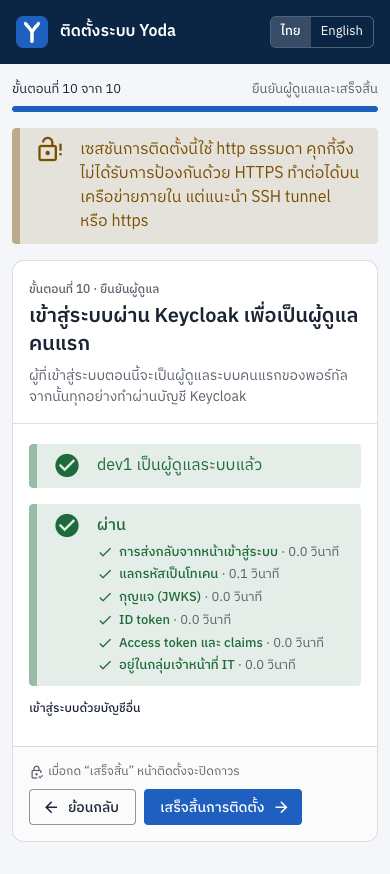 ติดตั้งระบบ Yoda
ไทย
English
ขั้นตอนที่ 10 จาก 10
ยืนยันผู้ดูแลและเสร็จสิ้น
เซสชันการติดตั้งนี้ใช้ http ธรรมดา คุกกี้จึง
ไม่ได้รับการป้องกันด้วย HTTPS ทำต่อได้บน
เครือข่ายภายใน แต่แนะนำ SSH tunnel
หรือ https
ขั้นตอนที่ 10 · ยืนยันผู้ดูแล
เข้าสู่ระบบผ่าน Keycloak เพื่อเป็นผู้ดูแล
คนแรก
ผู้ที่เข้าสู่ระบบตอนนี้จะเป็นผู้ดูแลระบบคนแรกของพอร์ทัล
จากนั้นทุกอย่างทำผ่านบัญชี Keycloak
dev1 เป็นผู้ดูแลระบบแล้ว
ผ่าน
การส่งกลับจากหน้าเข้าสู่ระบบ · 0.0 วินาที
แลกรหัสเป็นโทเคน · 0.1 วินาที
กุญแจ (JWKS) · 0.0 วินาที
ID token · 0.0 วินาที
Access token และ claims · 0.0 วินาที
อยู่ในกลุ่มเจ้าหน้าที่ IT · 0.0 วินาที
เข้าสู่ระบบด้วยบัญชีอื่น
เมื่อกด “เสร็จสิ้น” หน้าติดตั้งจะปิดถาวร
ย้อนกลับ
เสร็จสิ้นการติดตั้ง